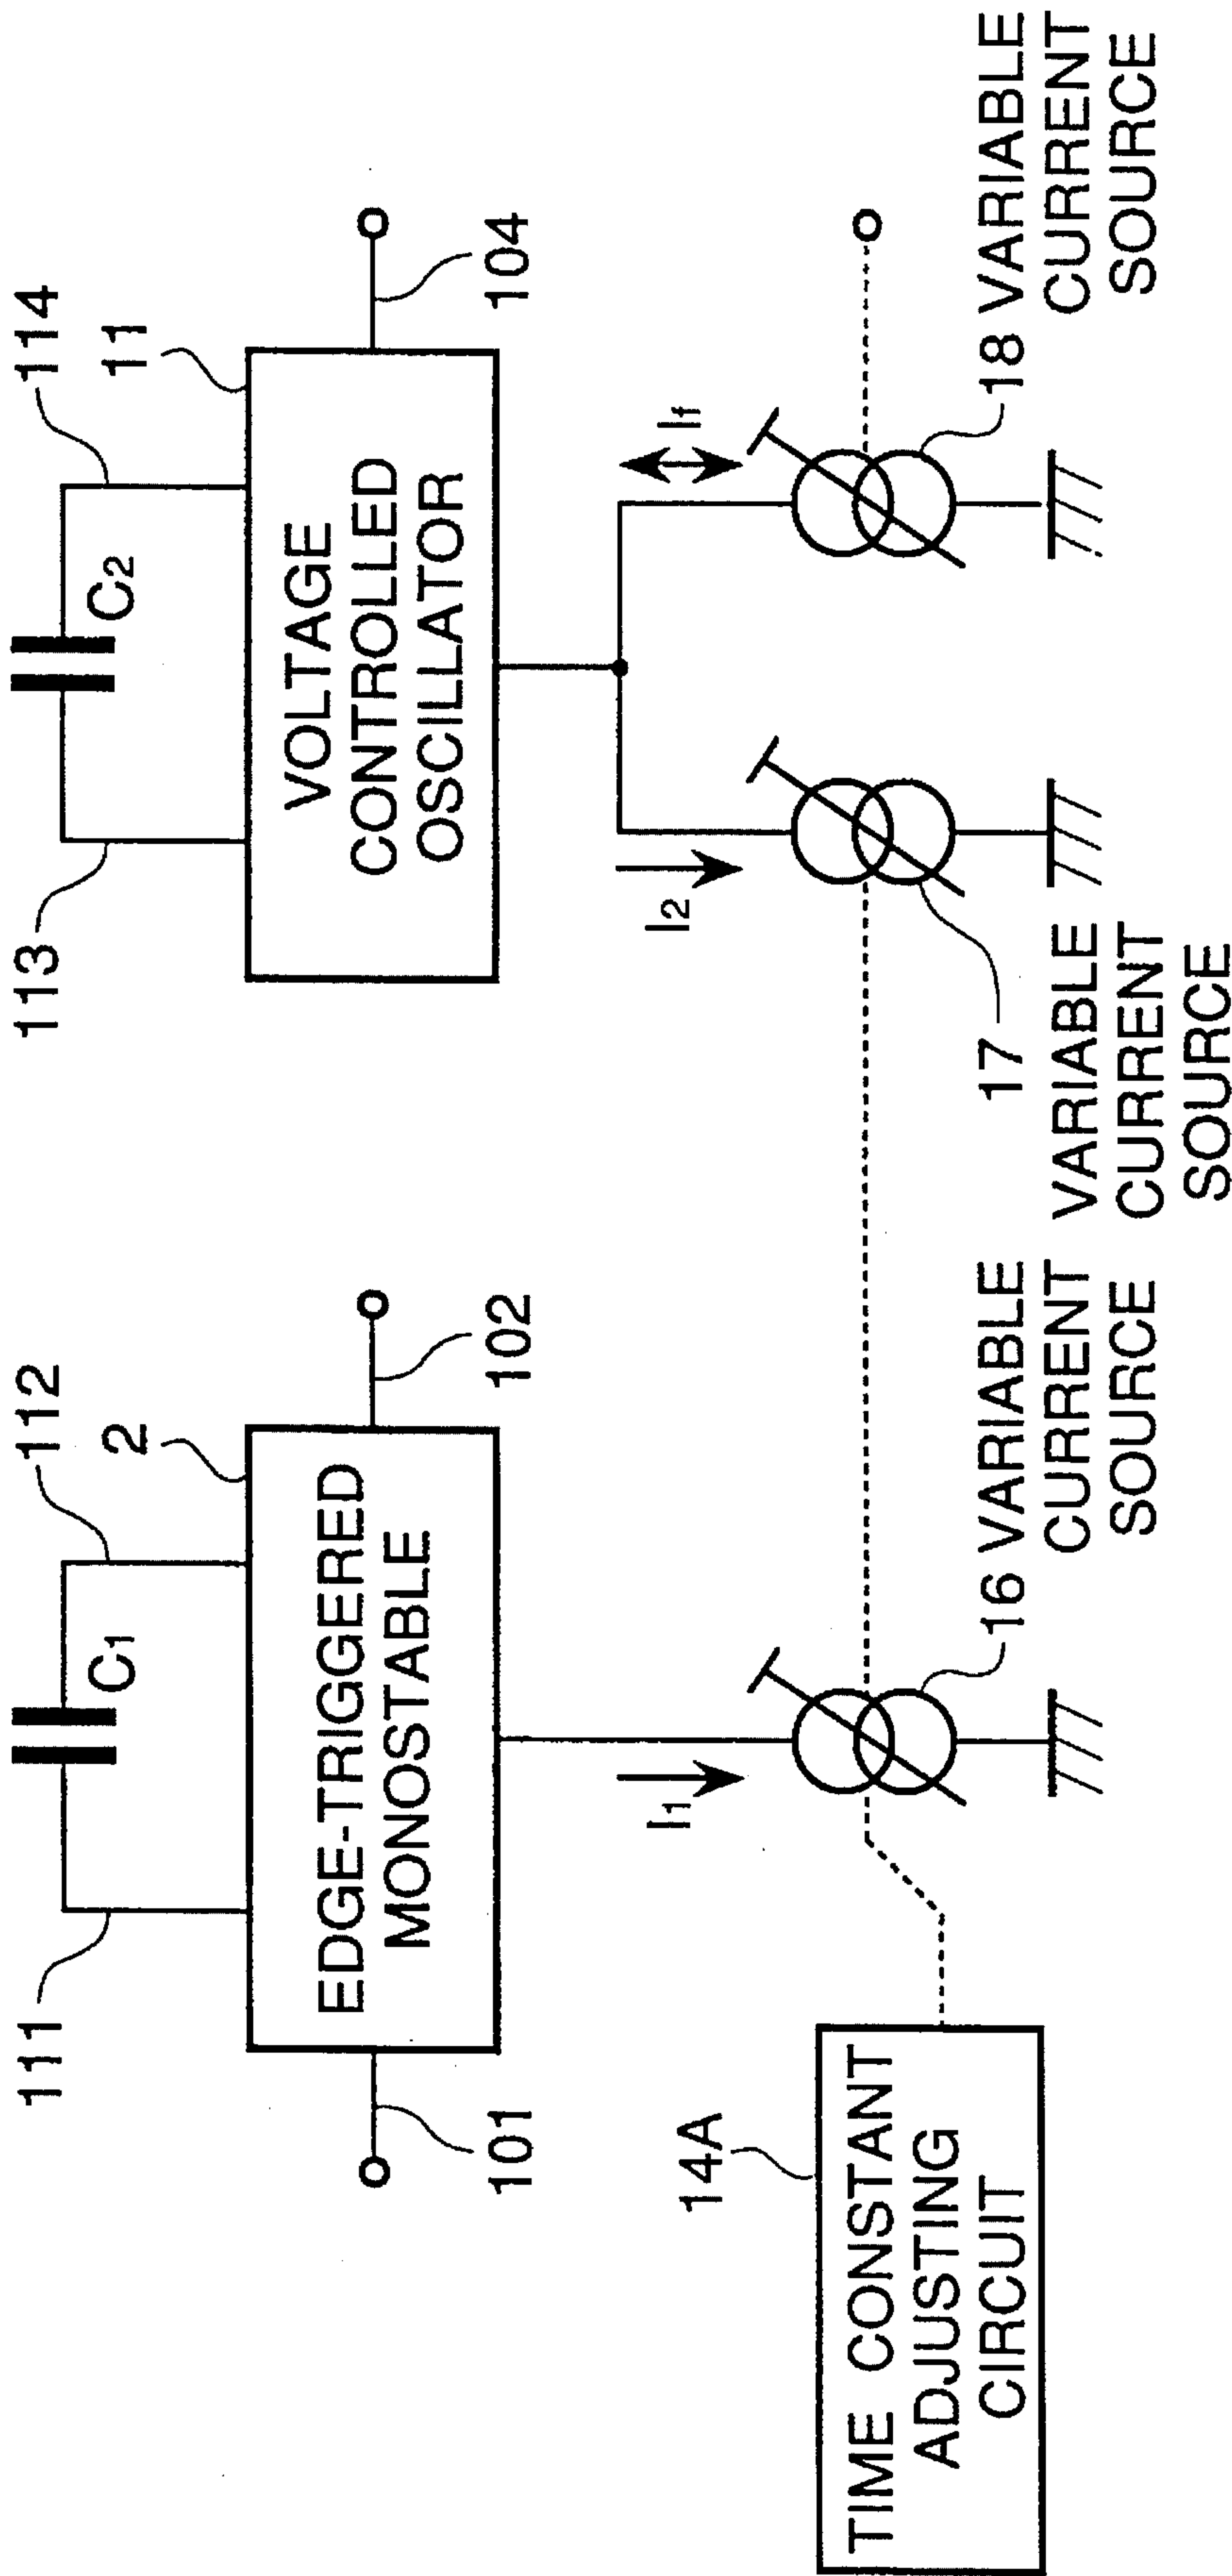 111
C1
112
2
EDGE-TRIGGERED
MONOSTABLE
101
102
I1
16 VARIABLE
CURRENT
SOURCE
14A
TIME CONSTANT
ADJUSTING
CIRCUIT
113
C2
114
11
VOLTAGE
CONTROLLED
OSCILLATOR
104
I2
If
17
VARIABLE
CURRENT
SOURCE
18 VARIABLE
CURRENT
SOURCE